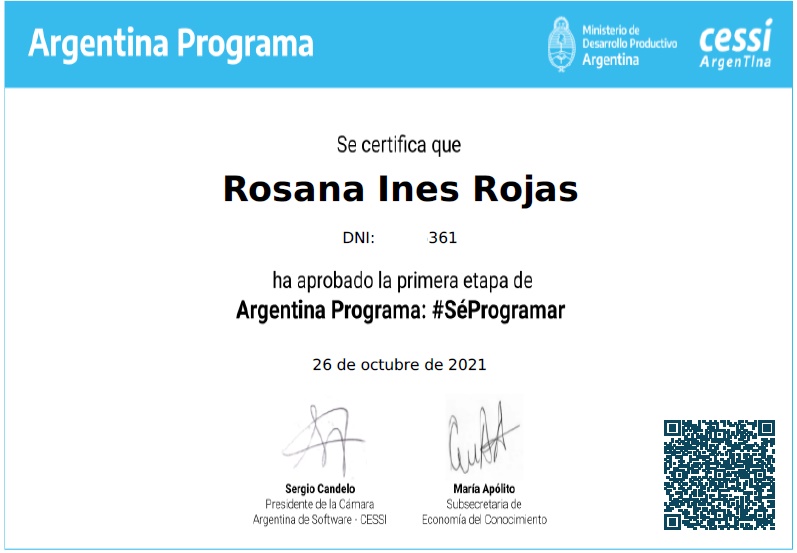 Argentina Programa
Ministerio de
Desarrollo Productivo
Argentina
cessi
ArgenTIna
Se certifica que
Rosana Ines Rojas
DNI: 361
ha aprobado la primera etapa de
Argentina Programa: #SéProgramar
26 de octubre de 2021
Sergio Candelo
Presidente de la Cámara
Argentina de Software - CESSI
María Apólito
Subsecretaria de
Economía del Conocimiento